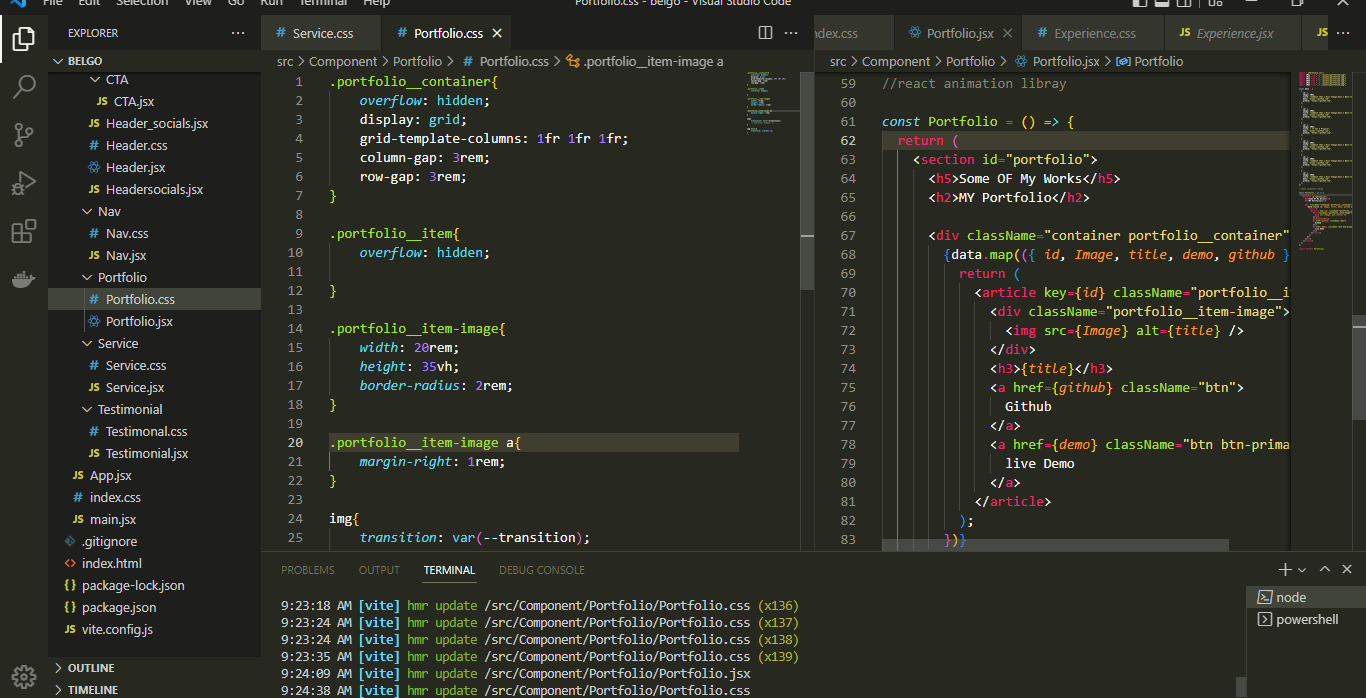 File Edit Selection View Go Run Terminal Help
Portfolio.css - belgo - Visual Studio Code
EXPLORER
BELGO
CTA
JS CTA.jsx
JS Header_socials.jsx
# Header.css
Header.jsx
JS Headersocials.jsx
Nav
# Nav.css
JS Nav.jsx
Portfolio
# Portfolio.css
Portfolio.jsx
Service
# Service.css
JS Service.jsx
Testimonial
# Testimonal.css
JS Testimonial.jsx
JS App.jsx
# index.css
JS main.jsx
.gitignore
<> index.html
{} package-lock.json
{} package.json
JS vite.config.js
OUTLINE
TIMELINE
# Service.css
# Portfolio.css
src > Component > Portfolio > # Portfolio.css > .portfolio__item-image a
1 .portfolio__container{
2 overflow: hidden;
3 display: grid;
4 grid-template-columns: 1fr 1fr 1fr;
5 column-gap: 3rem;
6 row-gap: 3rem;
7 }
8
9 .portfolio__item{
10 overflow: hidden;
11
12 }
13
14 .portfolio__item-image{
15 width: 20rem;
16 height: 35vh;
17 border-radius: 2rem;
18 }
19
20 .portfolio__item-image a{
21 margin-right: 1rem;
22 }
23
24 img{
25 transition: var(--transition);
ndex.css
Portfolio.jsx
# Experience.css
JS Experience.jsx
JS
src > Component > Portfolio > Portfolio.jsx > Portfolio
59 //react animation libray
60
61 const Portfolio = () => {
62 return (
63 <section id="portfolio">
64 <h5>Some OF My Works</h5>
65 <h2>MY Portfolio</h2>
66
67 <div className="container portfolio__container"
68 {data.map(({ id, Image, title, demo, github }
69 return (
70 <article key={id} className="portfolio__i
71 <div className="portfolio__item-image">
72 <img src={Image} alt={title} />
73 </div>
74 <h3>{title}</h3>
75 <a href={github} className="btn">
76 Github
77 </a>
78 <a href={demo} className="btn btn-prima
79 live Demo
80 </a>
81 </article>
82 );
83 })}
PROBLEMS OUTPUT TERMINAL DEBUG CONSOLE
9:23:18 AM [vite] hmr update /src/Component/Portfolio/Portfolio.css (x136)
9:23:24 AM [vite] hmr update /src/Component/Portfolio/Portfolio.css (x137)
9:23:24 AM [vite] hmr update /src/Component/Portfolio/Portfolio.css (x138)
9:23:35 AM [vite] hmr update /src/Component/Portfolio/Portfolio.css (x139)
9:24:09 AM [vite] hmr update /src/Component/Portfolio/Portfolio.jsx
9:24:38 AM [vite] hmr update /src/Component/Portfolio/Portfolio.css
node
powershell